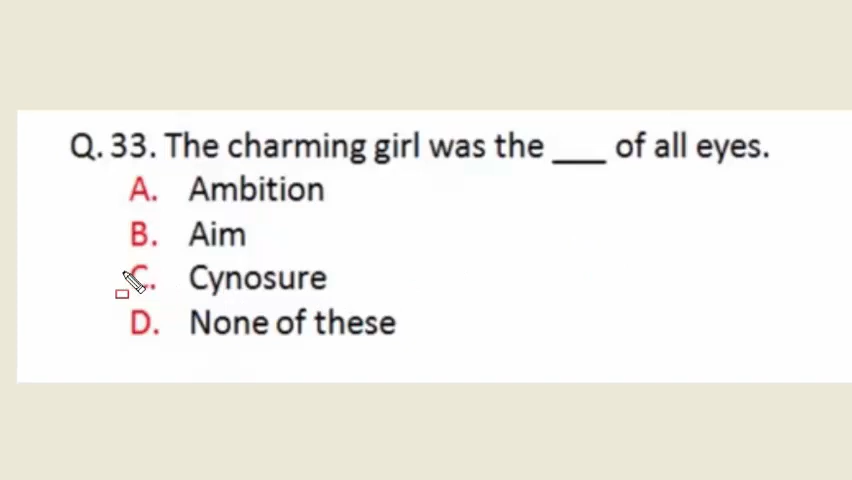 Q. 33. The charming girl was the ___ of all eyes.
A. Ambition
B. Aim
C. Cynosure
D. None of these